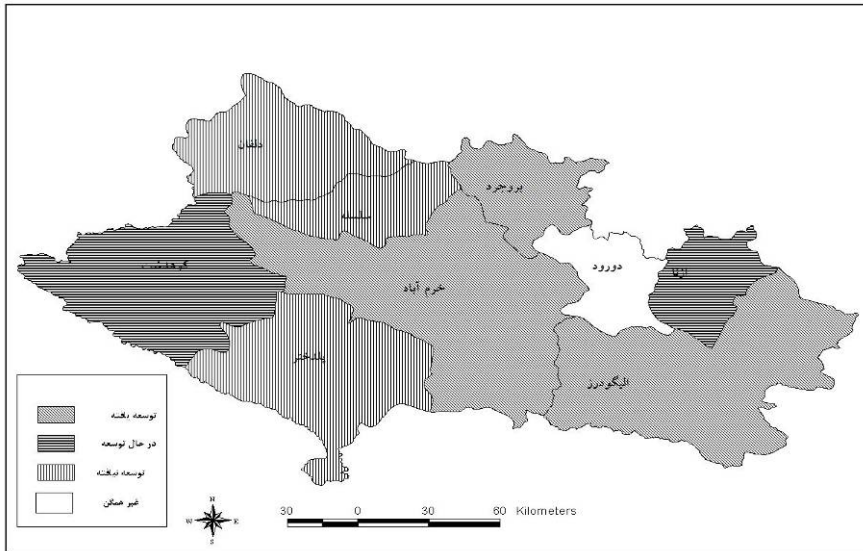 دلفان
بروجرد
سلسله
کوهدشت
دورود
ازنا
خرم آباد
پلدختر
الیگودرز
توسعه یافته
در حال توسعه
توسعه نیافته
غیر همگن
N
W E
S
30 0 30 60 Kilometers